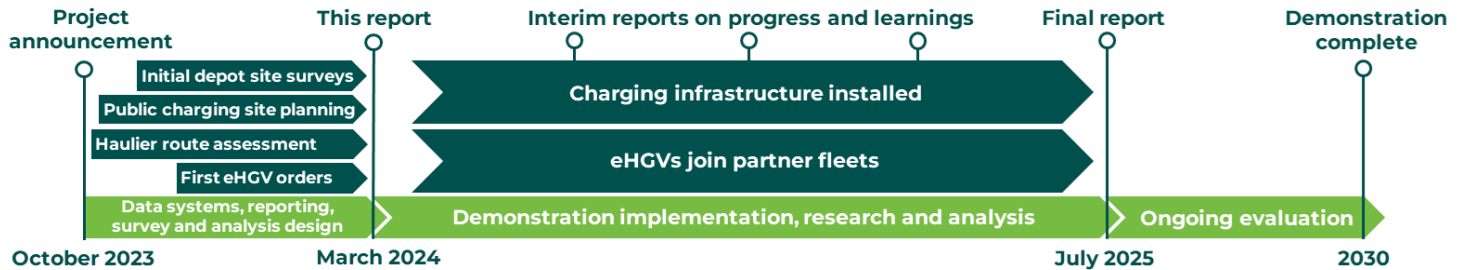 Project
announcement
This report
Interim reports on progress and learnings
Final report
Demonstration
complete
Initial depot site surveys
Public charging site planning
Haulier route assessment
First eHGV orders
Charging infrastructure installed
eHGVs join partner fleets
Data systems, reporting,
survey and analysis design
Demonstration implementation, research and analysis
Ongoing evaluation
October 2023
March 2024
July 2025
2030